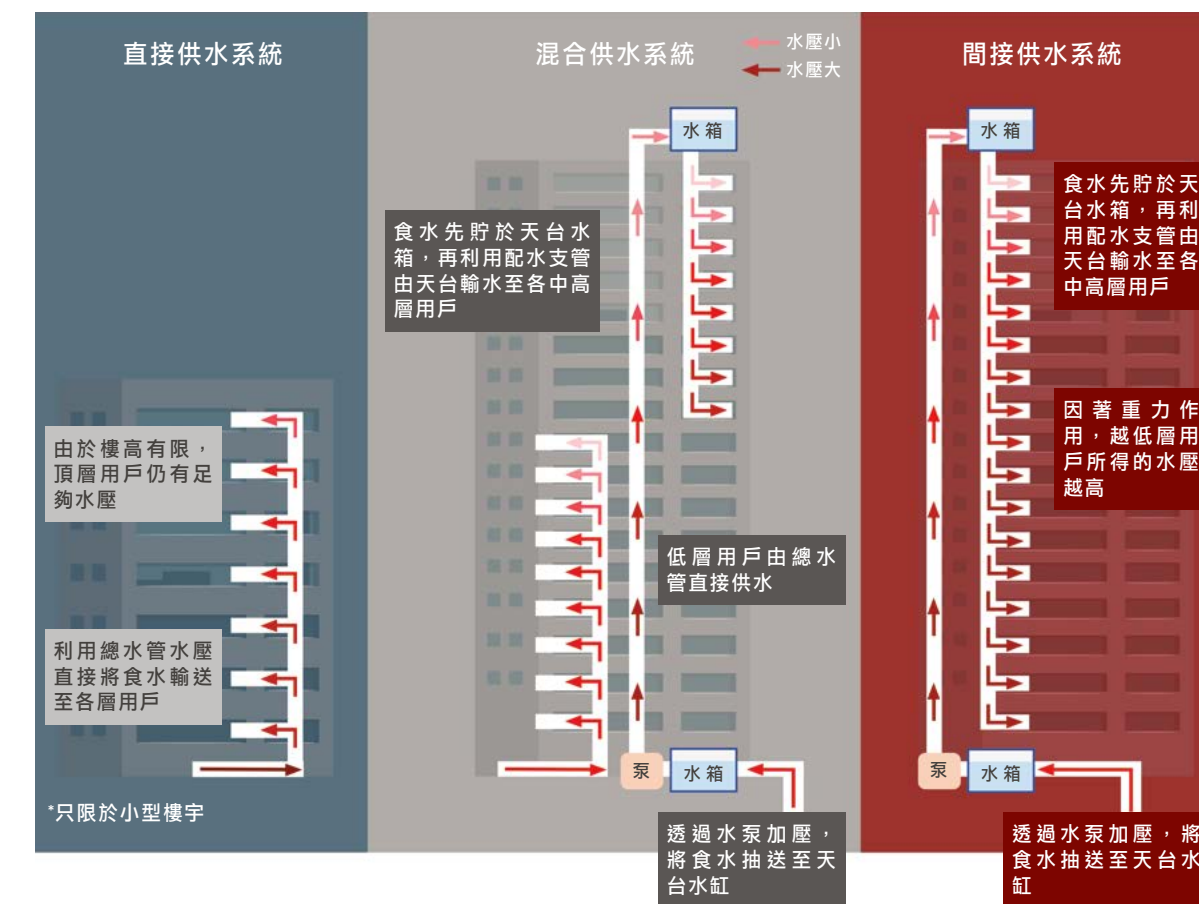 直接供水系統
由於樓高有限，
頂層用戶仍有足
夠水壓
利用總水管水壓
直接將食水輸送
至各層用戶
*只限於小型樓宇
混合供水系統
水壓小
水壓大
水箱
食水先貯於天台水
箱，再利用配水支管
由天台輸水至各中高
層用戶
低層用戶由總水
管直接供水
泵
水箱
透過水泵加壓，
將食水抽送至天
台水缸
間接供水系統
水箱
食水先貯於天
台水箱，再利
用配水支管由
天台輸水至各
中高層用戶
因著重力作
用，越低層用
戶所得的水壓
越高
泵
水箱
透過水泵加壓，將
食水抽送至天台水
缸